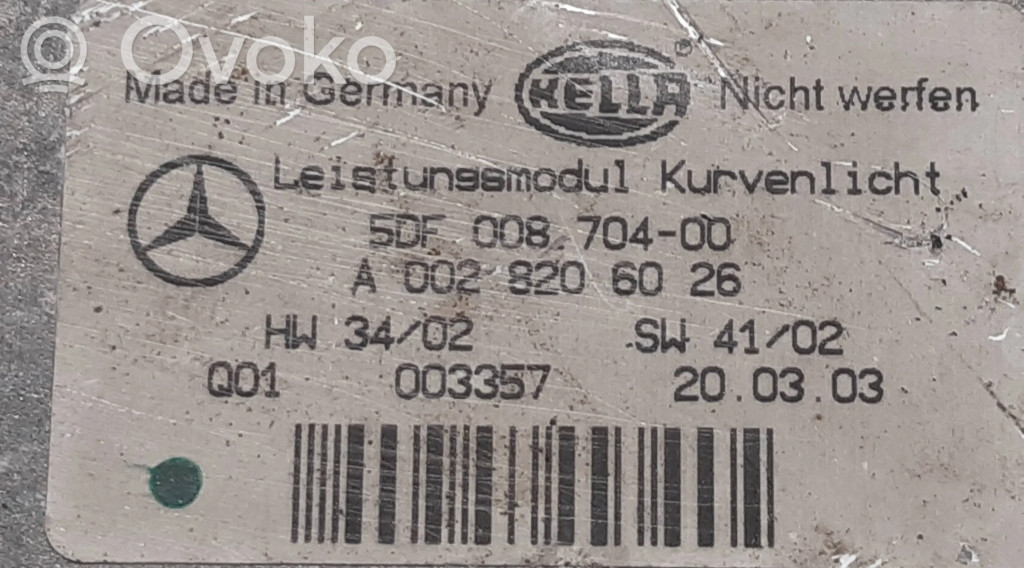 Ovoko
Made in Germany HELLA ® Nicht werfen
Leistungsmodul Kurvenlicht
5DF 008 704-00
A 002 820 60 26
HW 34/02 SW 41/02
Q01 003357 20.03.03